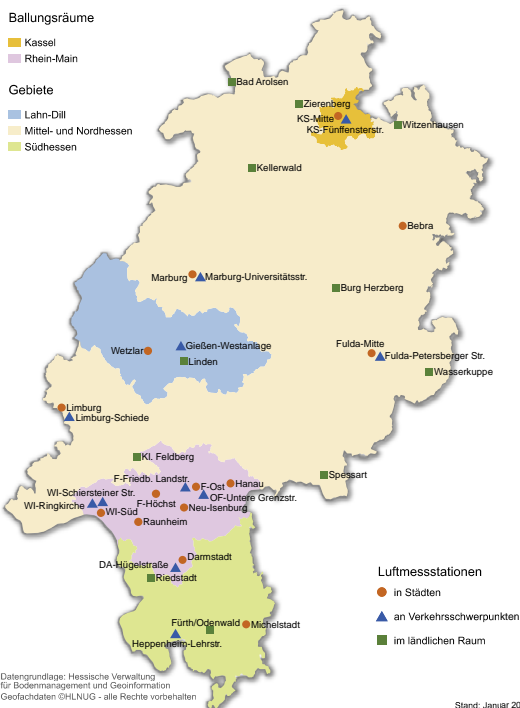 Ballungsräume
Kassel
Rhein-Main
Gebiete
Lahn-Dill
Mittel- und Nordhessen
Südhessen
Bad Arolsen
Zierenberg
KS-Mitte
KS-Fünffensterstr.
Witzenhausen
Kellerwald
Bebra
Marburg
Marburg-Universitätsstr.
Burg Herzberg
Wetzlar
Gießen-Westanlage
Linden
Fulda-Mitte
Fulda-Petersberger Str.
Wasserkuppe
Limburg
Limburg-Schiede
Kl. Feldberg
Spessart
F-Friedb. Landstr.
F-Ost
Hanau
WI-Schiersteiner Str.
OF-Untere Grenzstr.
WI-Ringkirche
F-Höchst
WI-Süd
Neu-Isenburg
Raunheim
Darmstadt
DA-Hügelstraße
Riedstadt
Fürth/Odenwald
Michelstadt
Heppenheim-Lehrstr.
Luftmessstationen
in Städten
an Verkehrsschwerpunkten
im ländlichen Raum
Datengrundlage: Hessische Verwaltung
für Bodenmanagement und Geoinformation
Geofachdaten ©HLNUG - alle Rechte vorbehalten
Stand: Januar 20